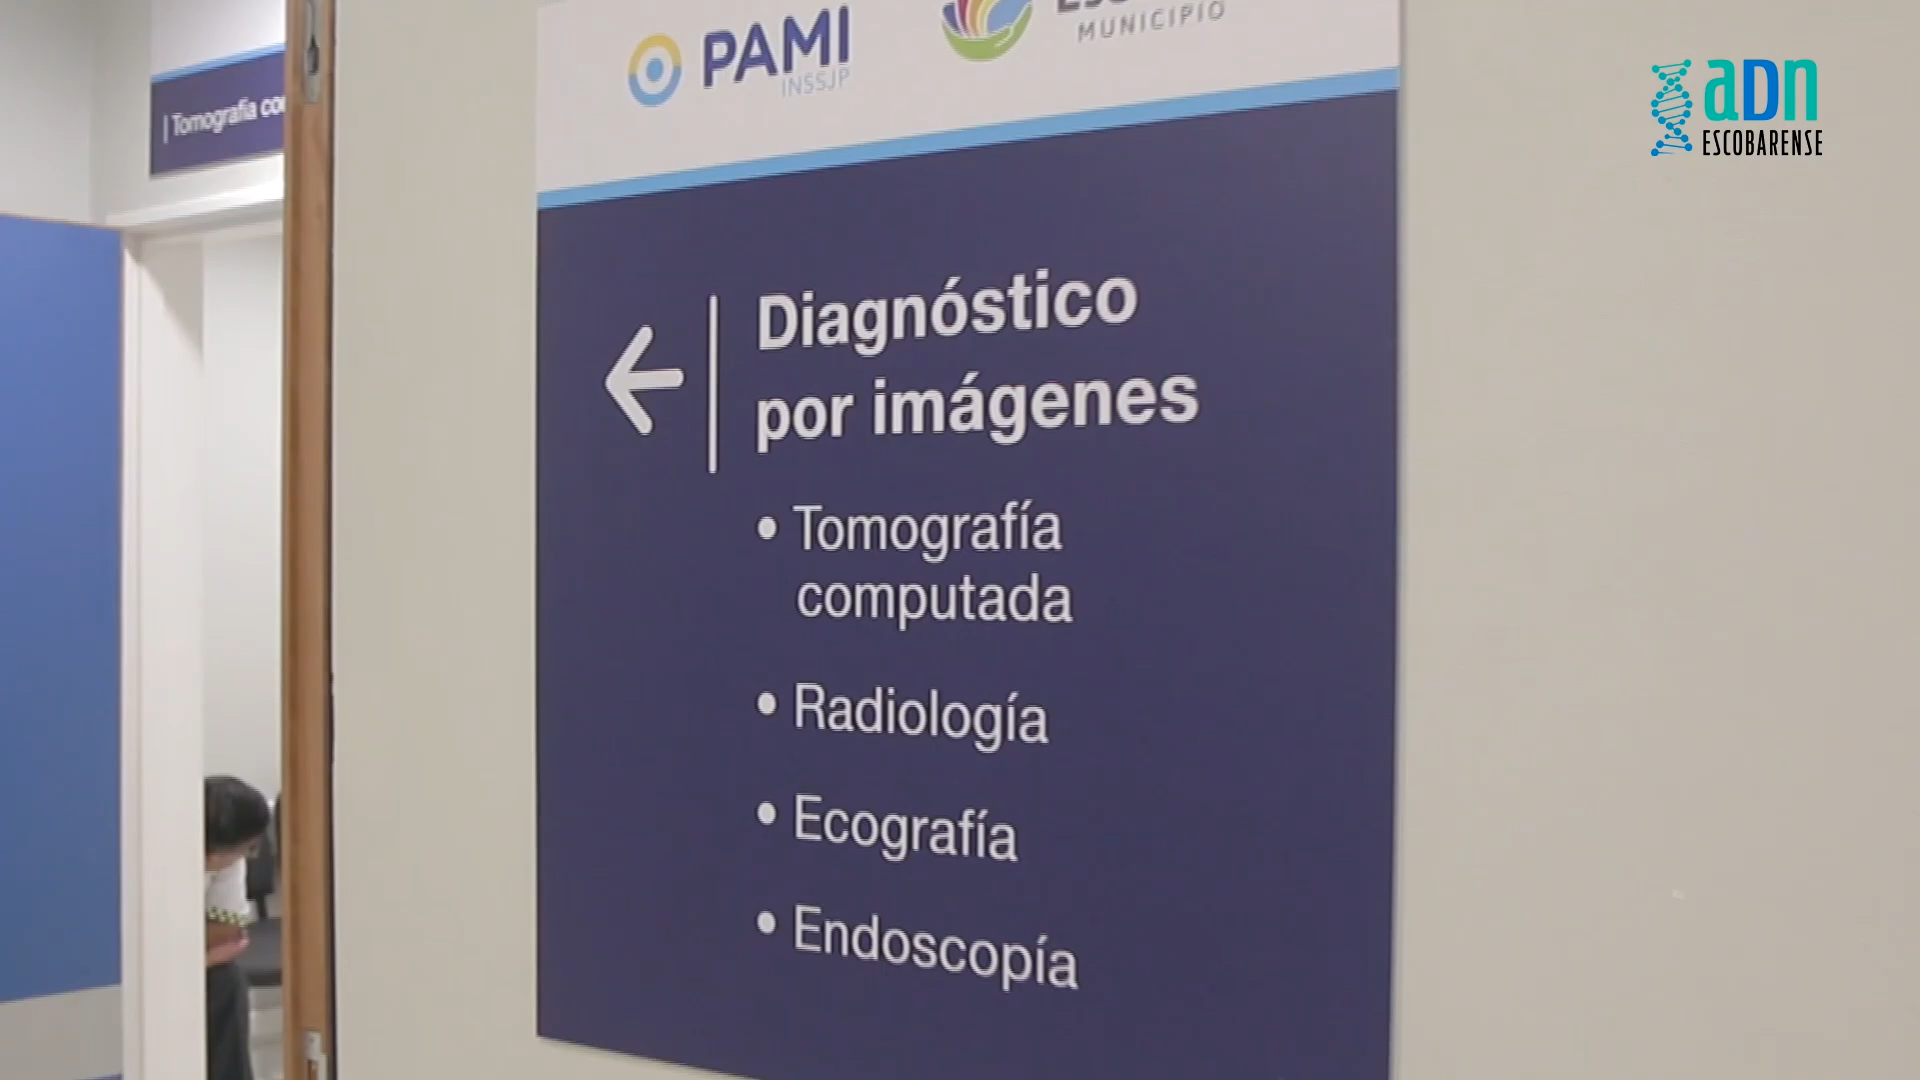 PAMI
INSSJP
MUNICIPIO
aDn
ESCOBARENSE
| Tomografía
Diagnóstico
por imágenes
• Tomografía
computada
• Radiología
• Ecografía
• Endoscopía